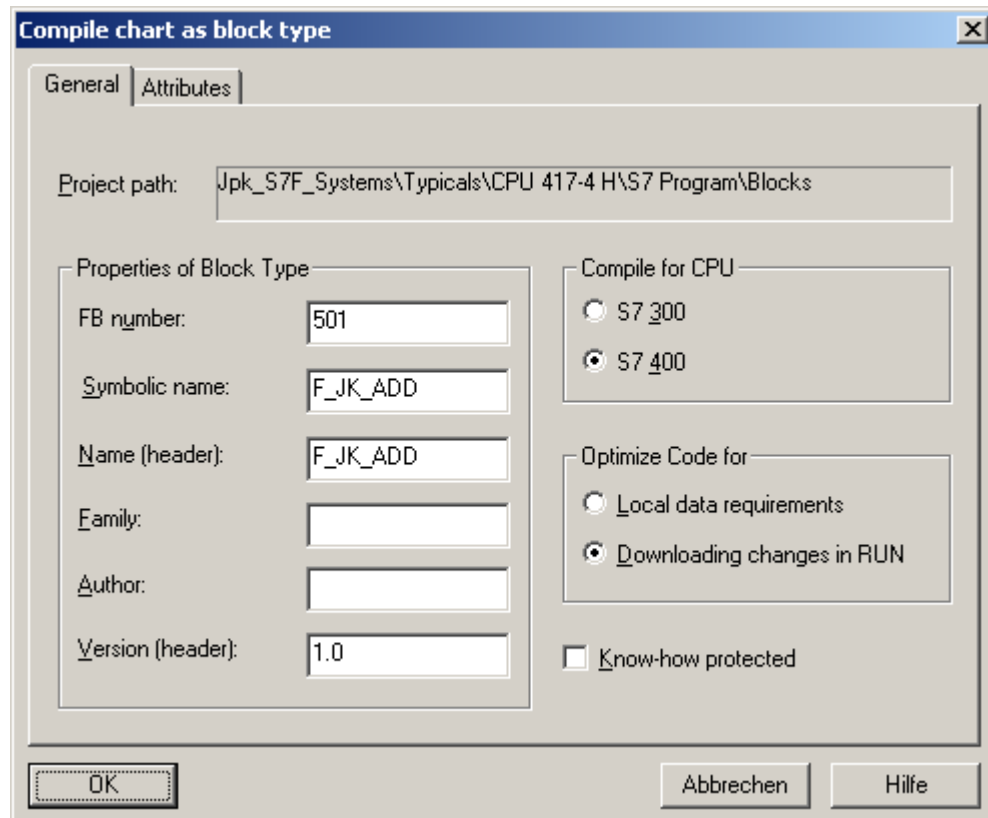 Compile chart as block type
General
Attributes
Project path:
Jpk_S7F_Systems\Typicals\CPU 417-4 H\S7 Program\Blocks
Properties of Block Type
FB number:
501
Symbolic name:
F_JK_ADD
Name (header):
F_JK_ADD
Family:
Author:
Version (header):
1.0
Compile for CPU
S7 300
S7 400
Optimize Code for
Local data requirements
Downloading changes in RUN
Know-how protected
OK
Abbrechen
Hilfe